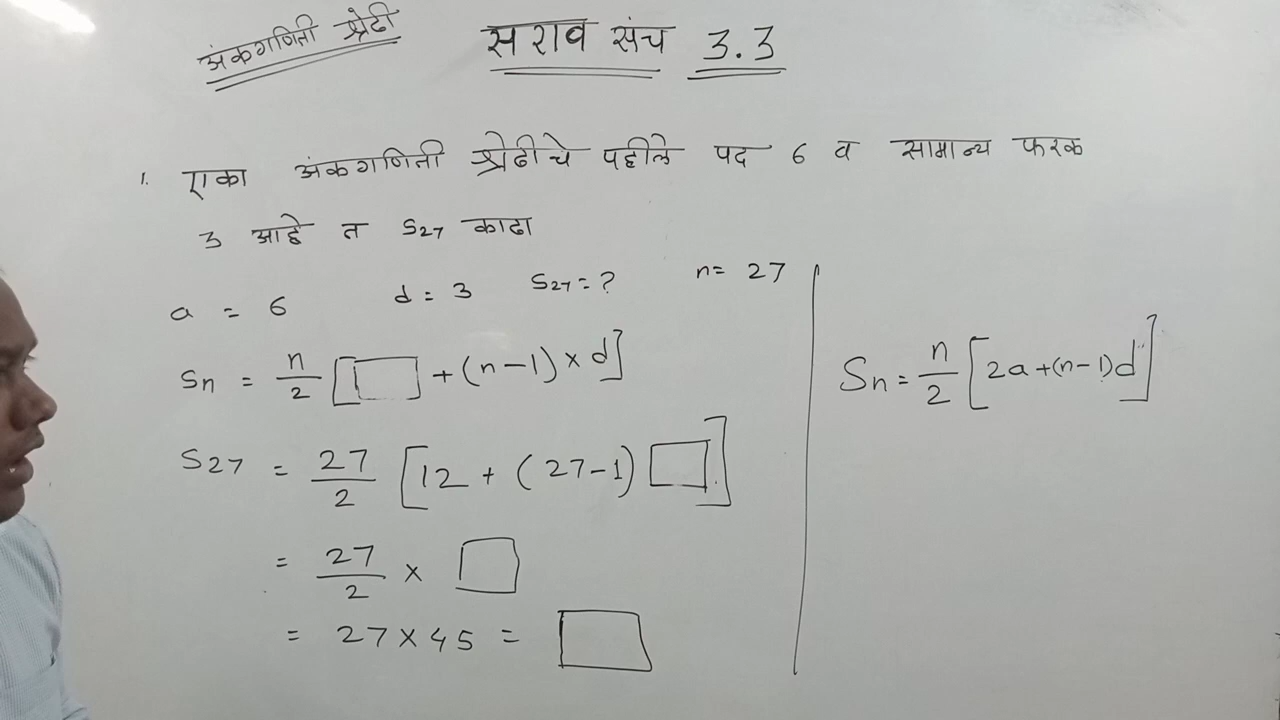 अंकगणिती श्रेढी
सराव संच 3.3
1. एका अंकगणिती श्रेढीचे पहीले पद 6 व सामान्य फरक
3 आहे त S₂₇ काढा
a = 6 d = 3 S₂₇ = ? n = 27
Sn = n/2 [□ + (n-1) × d]
S₂₇ = 27/2 [12 + (27-1) □]
= 27/2 × □
= 27 × 45 = □
Sn = n/2 [2a + (n-1)d]